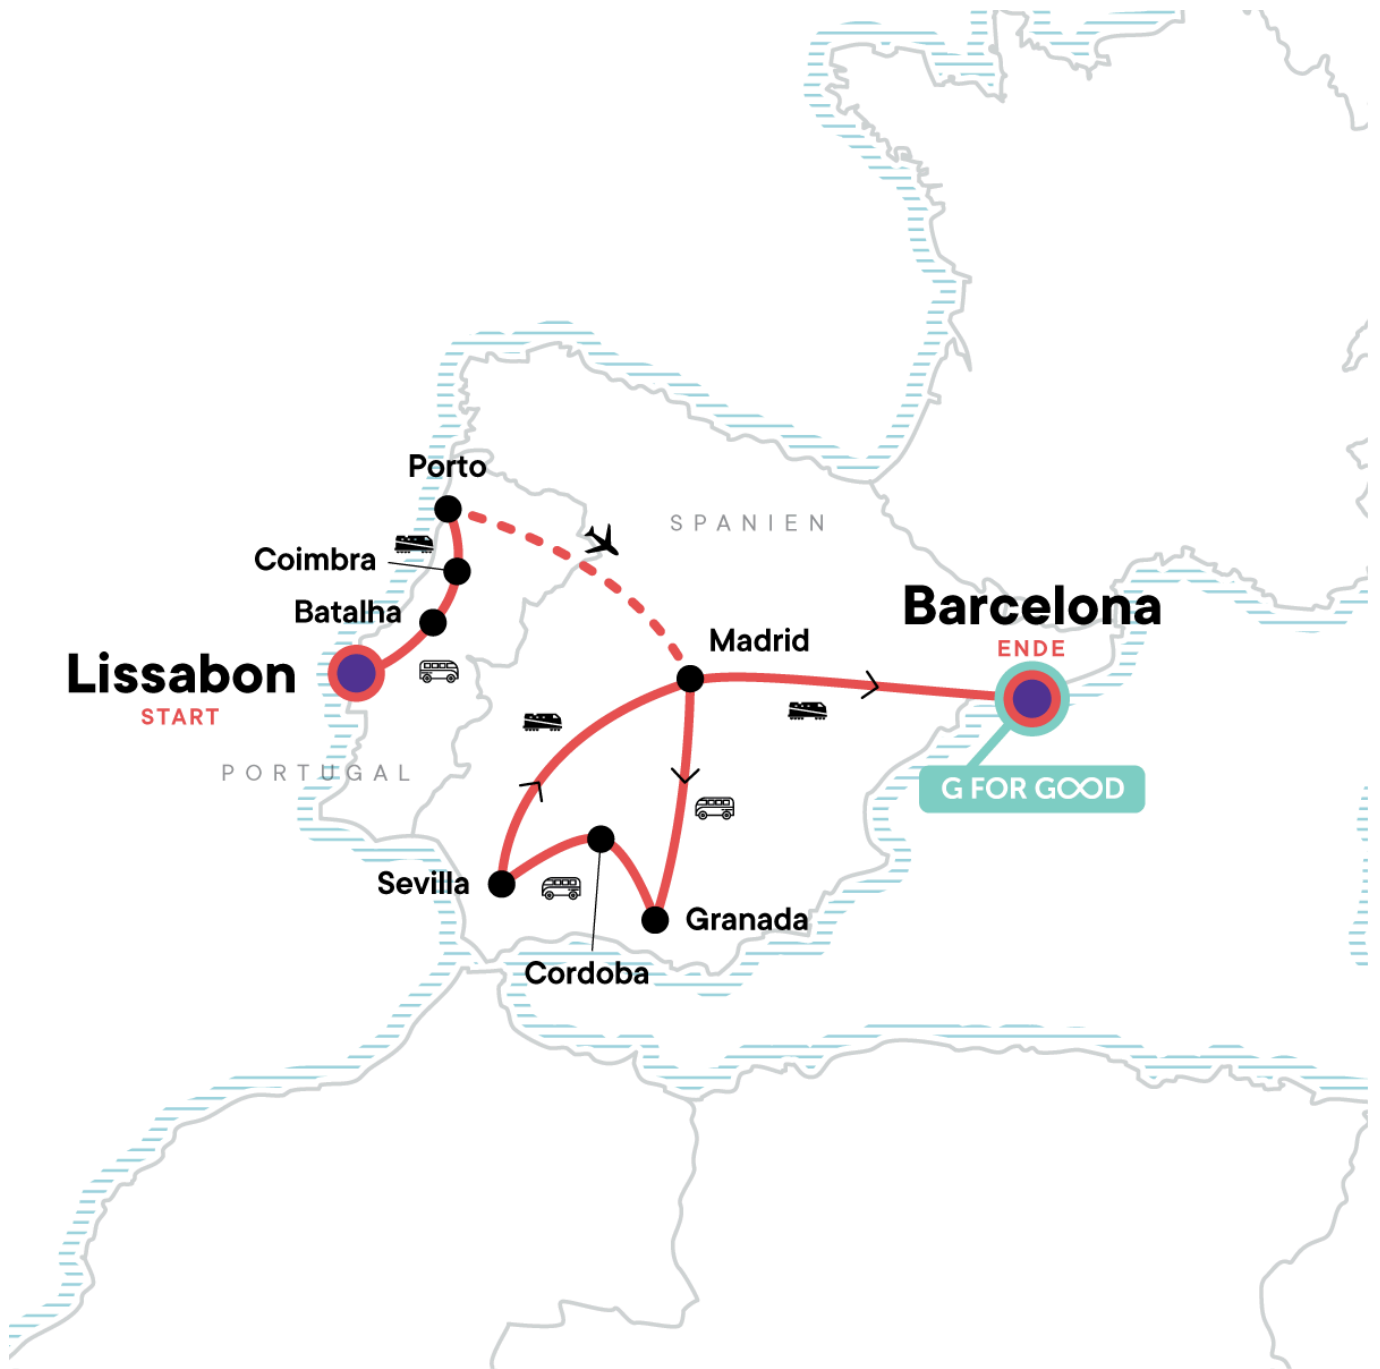 Porto
SPANIEN
Coimbra
Batalha
Barcelona
ENDE
Madrid
Lissabon
START
PORTUGAL
G FOR GOOD
Sevilla
Granada
Cordoba